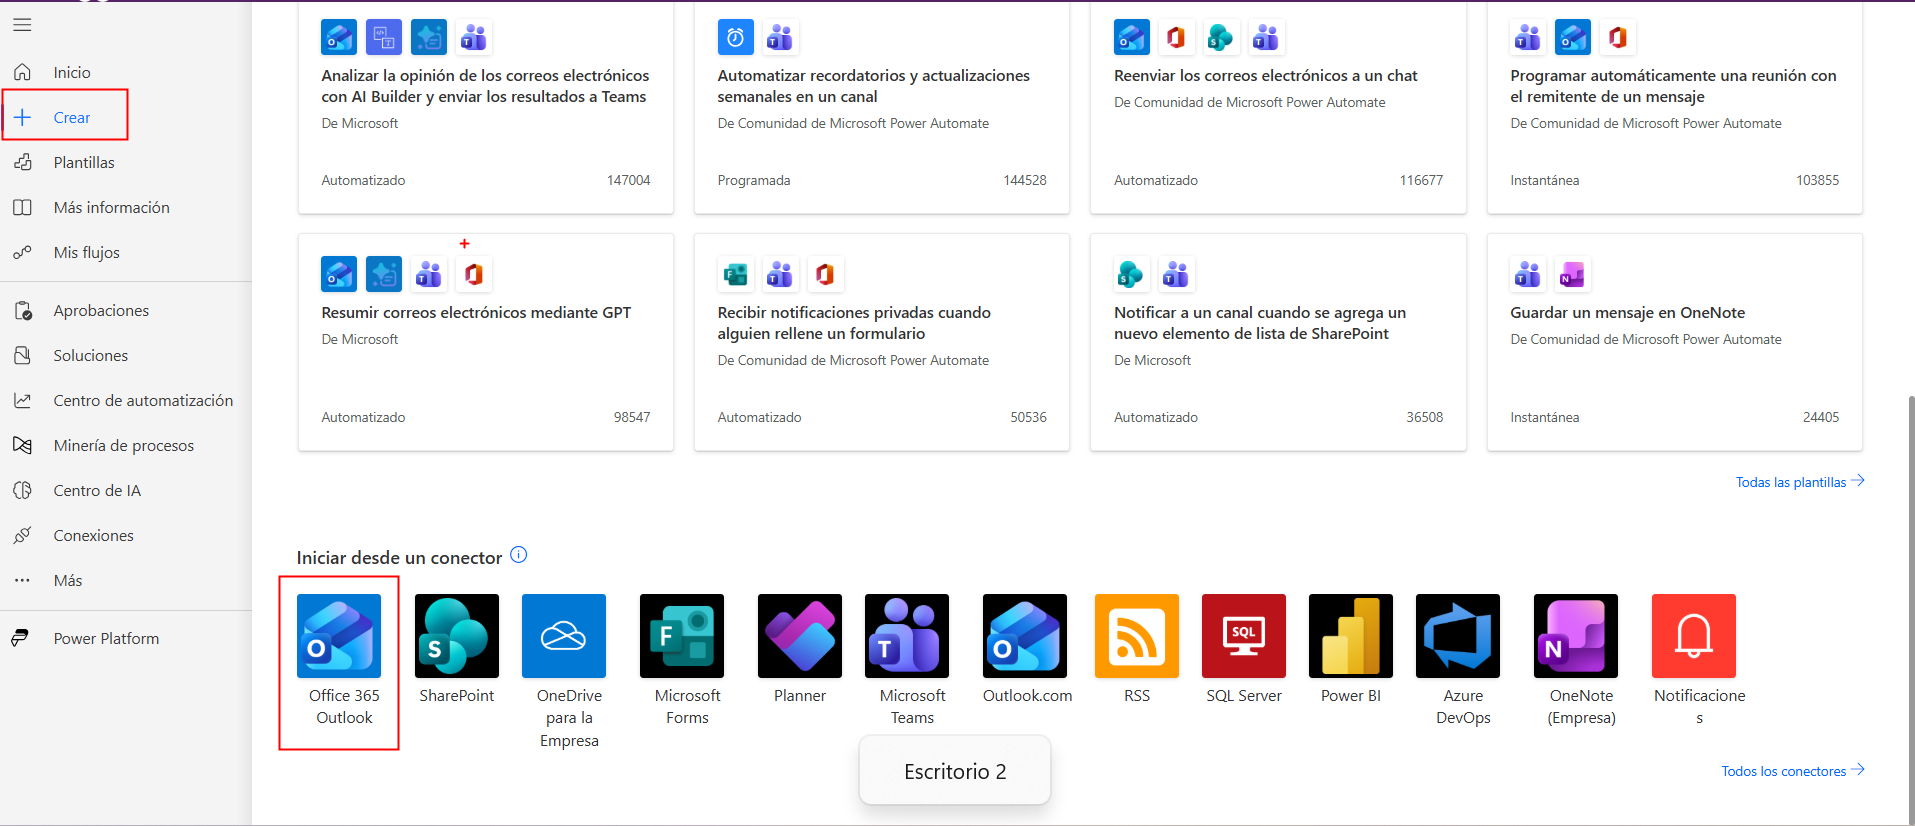 Inicio
Crear
Plantillas
Más información
Mis flujos
Aprobaciones
Soluciones
Centro de automatización
Minería de procesos
Centro de IA
Conexiones
Más
Power Platform
Analizar la opinión de los correos electrónicos
con AI Builder y enviar los resultados a Teams
De Microsoft
Automatizado 147004
Automatizar recordatorios y actualizaciones
semanales en un canal
De Comunidad de Microsoft Power Automate
Programada 144528
Reenviar los correos electrónicos a un chat
De Comunidad de Microsoft Power Automate
Automatizado 116677
Programar automáticamente una reunión con
el remitente de un mensaje
De Comunidad de Microsoft Power Automate
Instantánea 103855
Resumir correos electrónicos mediante GPT
De Microsoft
Automatizado 98547
Recibir notificaciones privadas cuando
alguien rellene un formulario
De Comunidad de Microsoft Power Automate
Automatizado 50536
Notificar a un canal cuando se agrega un
nuevo elemento de lista de SharePoint
De Microsoft
Automatizado 36508
Guardar un mensaje en OneNote
De Comunidad de Microsoft Power Automate
Instantánea 24405
Todas las plantillas
Iniciar desde un conector
Office 365
Outlook
SharePoint
OneDrive
para la
Empresa
Microsoft
Forms
Planner
Microsoft
Teams
Outlook.com
RSS
SQL
SQL Server
Power BI
Azure
DevOps
OneNote
(Empresa)
Notificacione
s
Escritorio 2
Todos los conectores